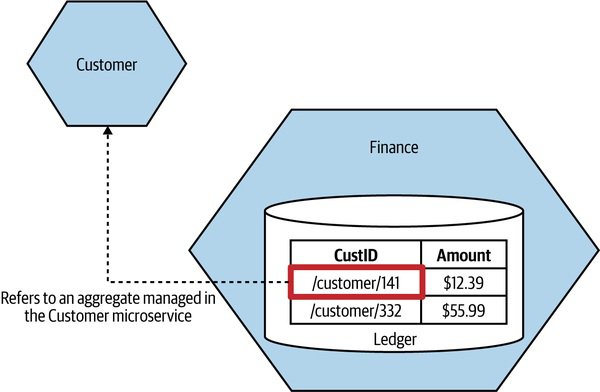 Customer
Finance
CustID Amount
/customer/141 $12.39
/customer/332 $55.99
Ledger
Refers to an aggregate managed in
the Customer microservice